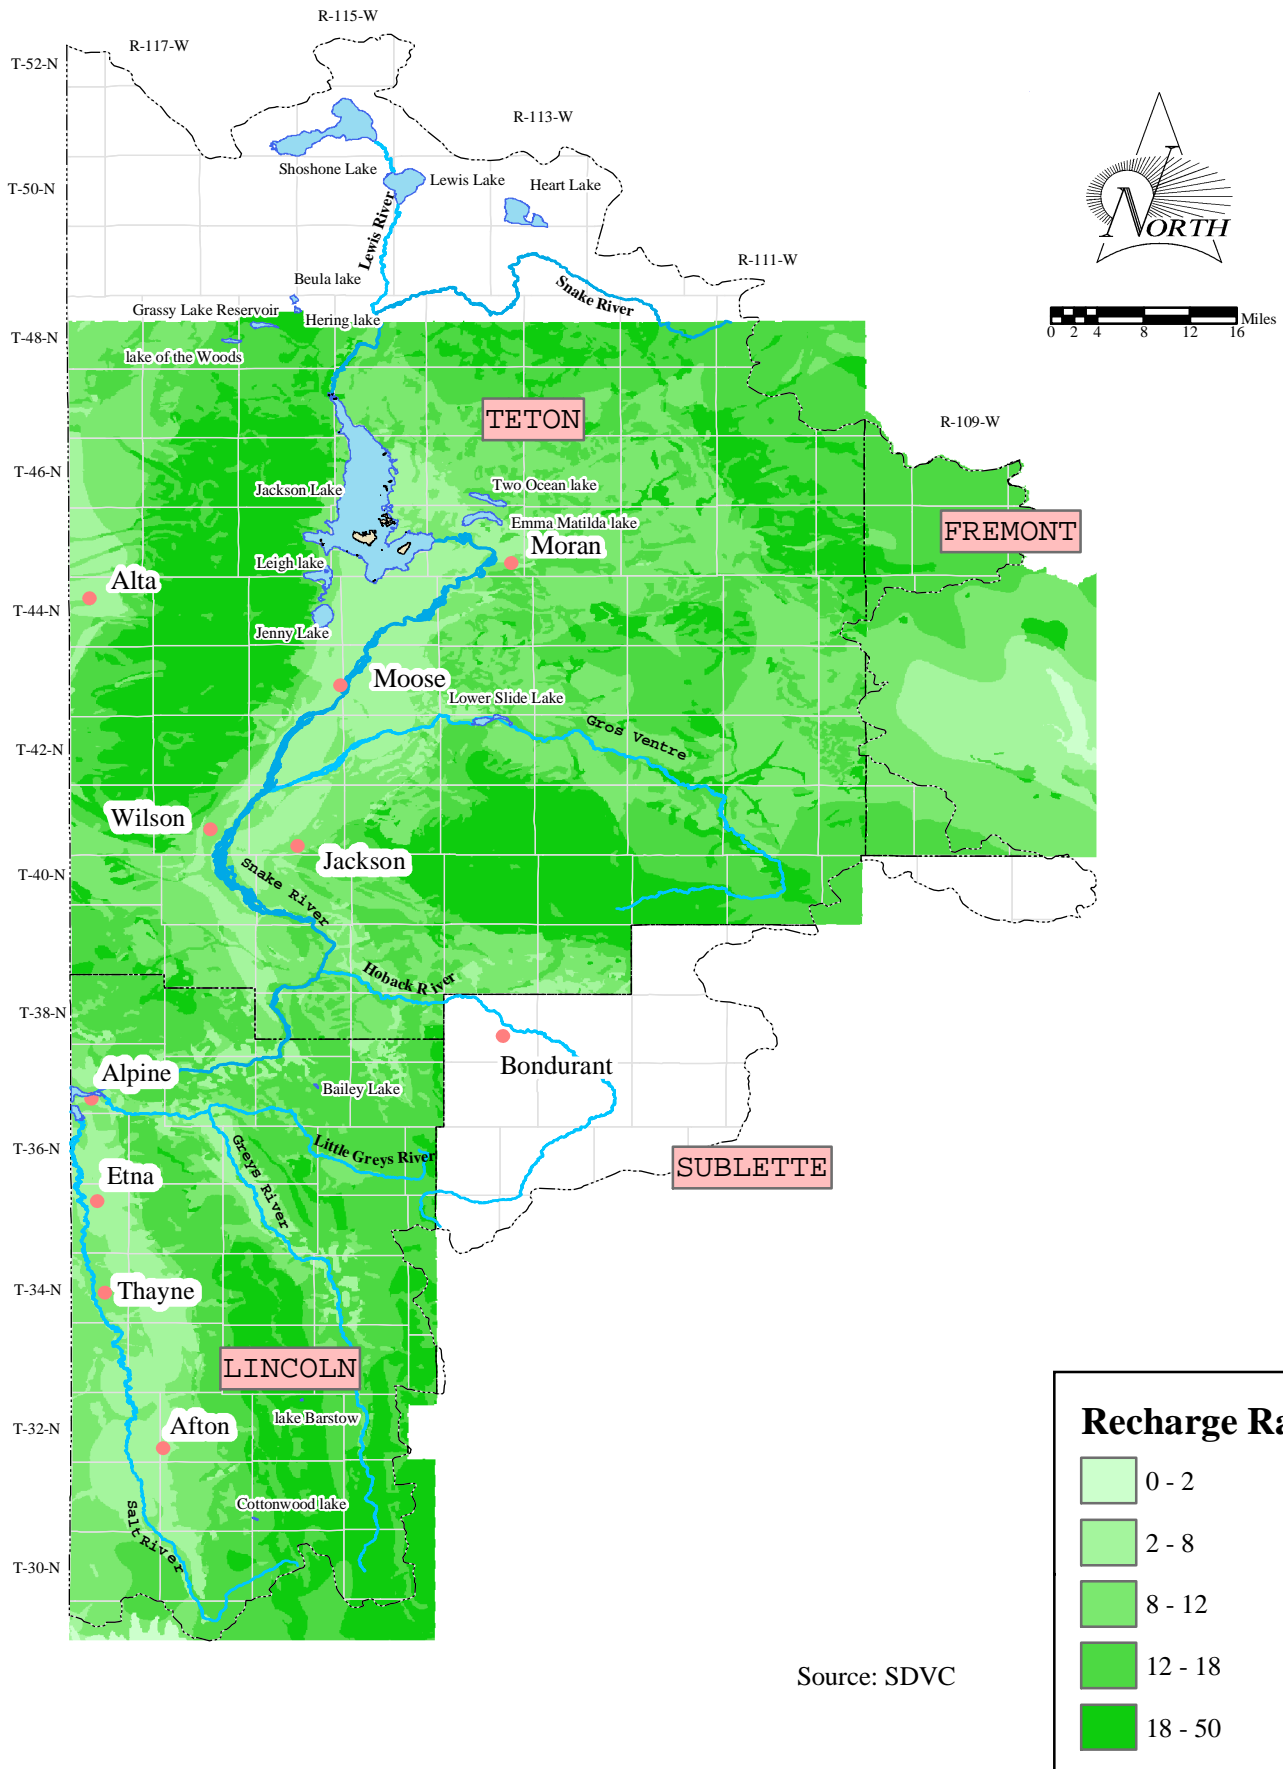 R-115-W
R-117-W
T-52-N
R-113-W
Shoshone Lake
Lewis Lake
Heart Lake
T-50-N
Lewis River
NORTH
R-111-W
Beula lake
Snake River
Grassy Lake Reservoir
Hering lake
0 2 4 8 12 16 Miles
T-48-N
lake of the Woods
TETON
R-109-W
T-46-N
Jackson Lake
Two Ocean lake
Emma Matilda lake
FREMONT
Moran
Leigh lake
Alta
T-44-N
Jenny Lake
Moose
Lower Slide Lake
Gros Ventre
T-42-N
Wilson
Jackson
T-40-N
Snake River
Hoback River
T-38-N
Bondurant
Alpine
Bailey Lake
T-36-N
Greys River
Little Greys River
SUBLETTE
Etna
T-34-N
Thayne
LINCOLN
lake Barstow
T-32-N
Afton
Cottonwood lake
Salt River
T-30-N
Source: SDVC
Recharge Ra
0 - 2
2 - 8
8 - 12
12 - 18
18 - 50